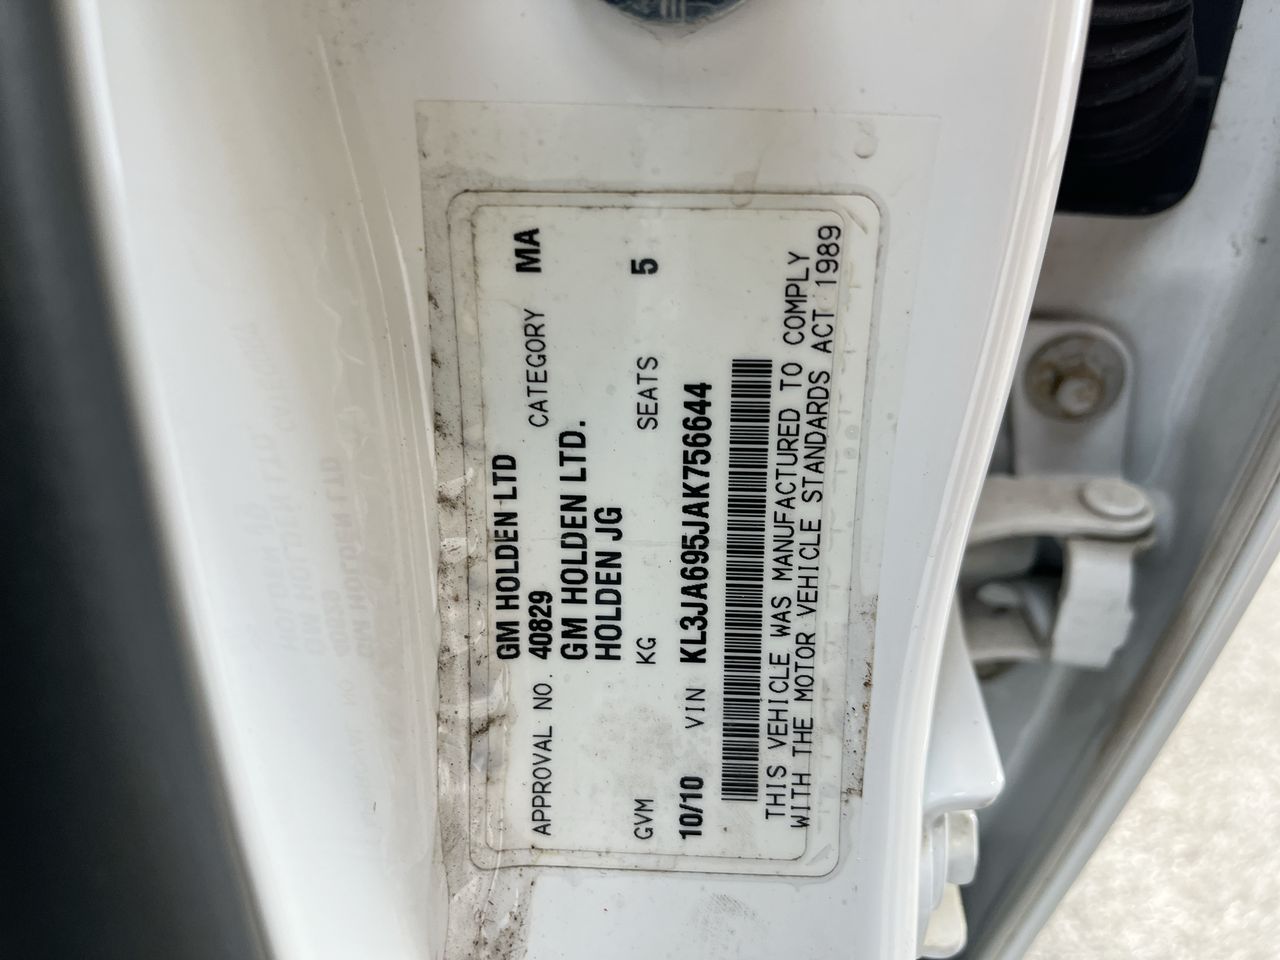 GM HOLDEN LTD
APPROVAL NO. 40829 CATEGORY MA
GM HOLDEN LTD.
HOLDEN JG
GVM KG SEATS 5
10/10 VIN KL3JA695JAK756644
THIS VEHICLE WAS MANUFACTURED TO COMPLY
WITH THE MOTOR VEHICLE STANDARDS ACT 1989